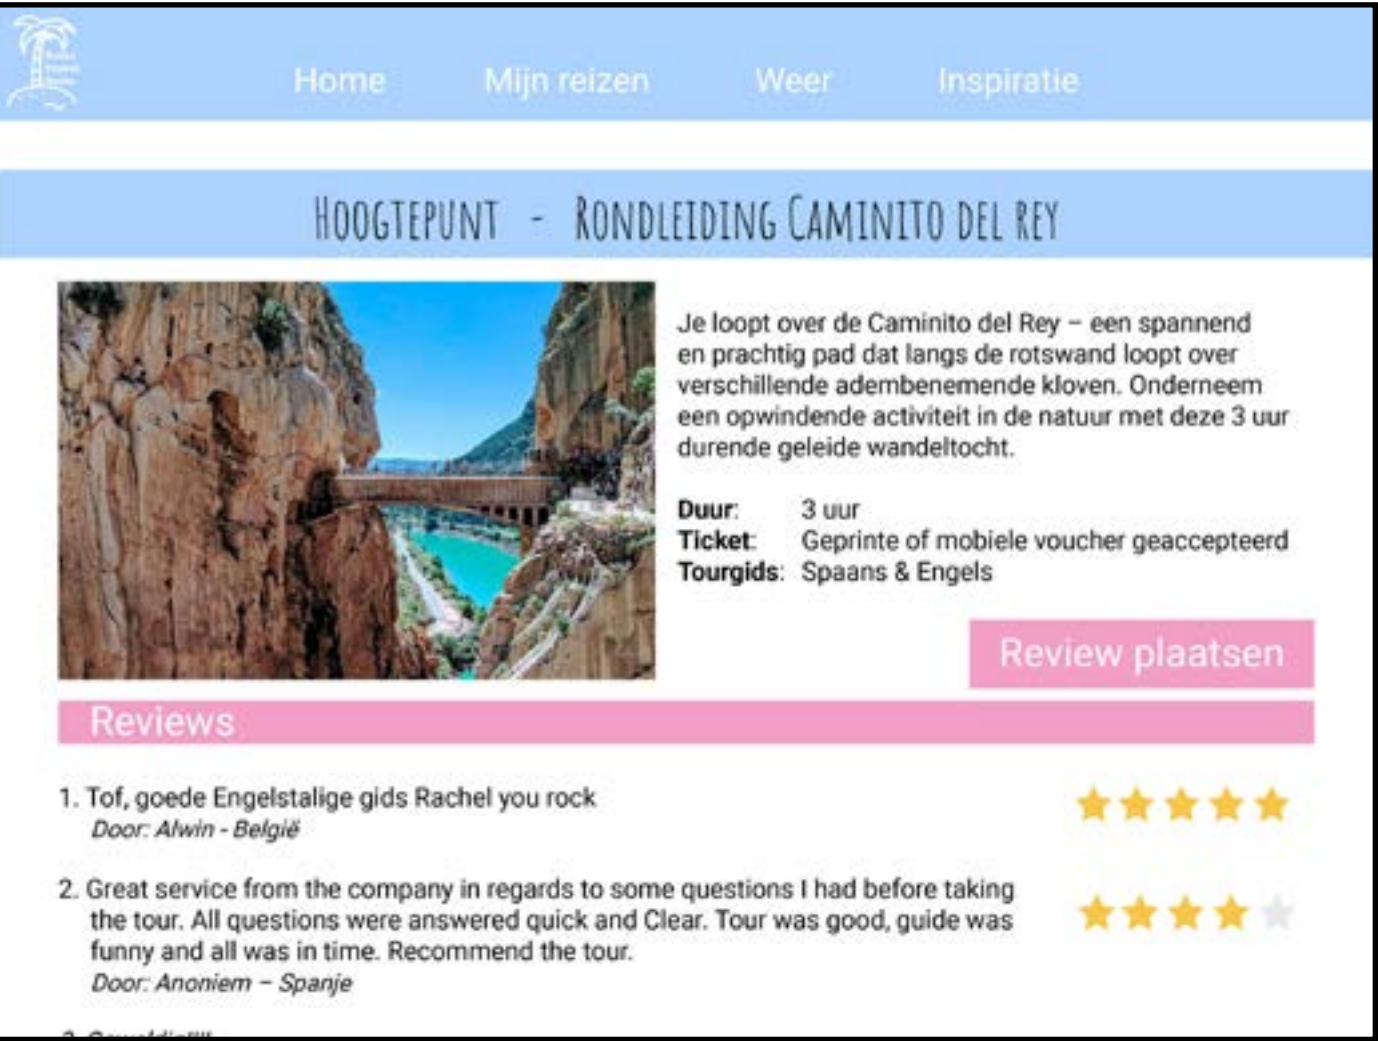 Home Mijn reizen Weer Inspiratie
Hoogtepunt - Rondleiding Caminito del rey
Je loopt over de Caminito del Rey – een spannend
en prachtig pad dat langs de rotswand loopt over
verschillende adembenemende kloven. Onderneem
een opwindende activiteit in de natuur met deze 3 uur
durende geleide wandeltocht.
Duur: 3 uur
Ticket: Geprinte of mobiele voucher geaccepteerd
Tourgids: Spaans & Engels
Review plaatsen
Reviews
1. Tof, goede Engelstalige gids Rachel you rock
Door: Alwin - België
2. Great service from the company in regards to some questions I had before taking
the tour. All questions were answered quick and Clear. Tour was good, guide was
funny and all was in time. Recommend the tour.
Door: Anoniem – Spanje